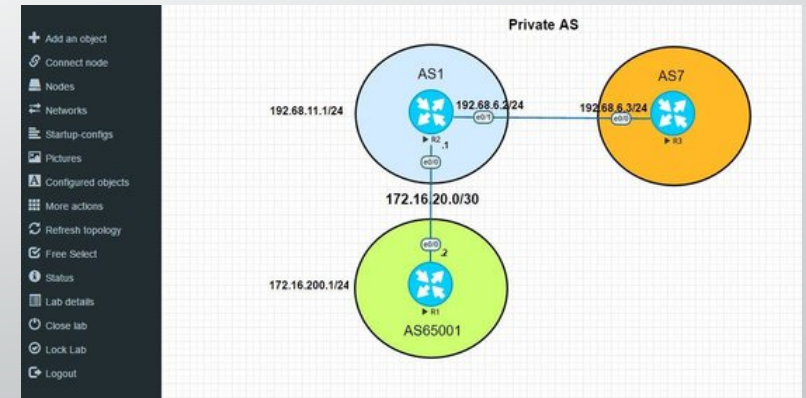 Add an object
Connect node
Nodes
Networks
Startup-configs
Pictures
Configured objects
More actions
Refresh topology
Free Select
Status
Lab details
Close lab
Lock Lab
Logout
Private AS
AS1
AS7
192.68.11.1/24
192.68.6.2/24
192.68.6.3/24
e0/1
e0/0
R2
.1
R3
e0/0
172.16.20.0/30
e0/0
.2
172.16.200.1/24
R1
AS65001